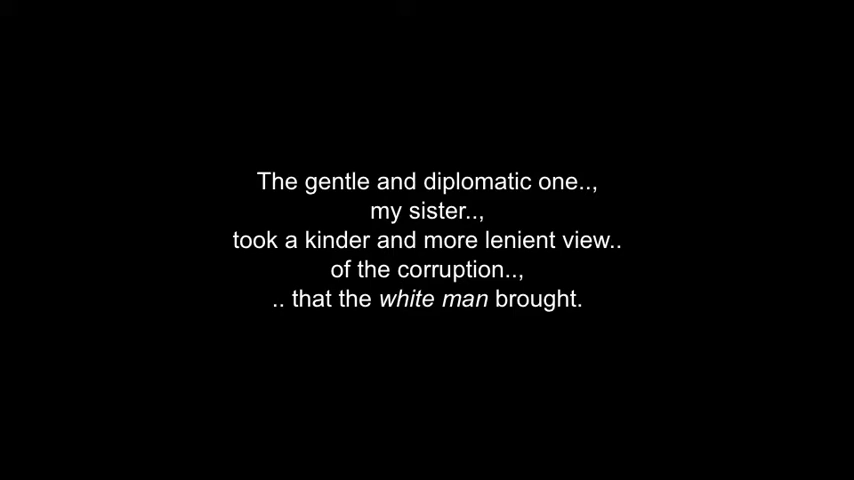 The gentle and diplomatic one..,
my sister..,
took a kinder and more lenient view..
of the corruption..,
.. that the white man brought.